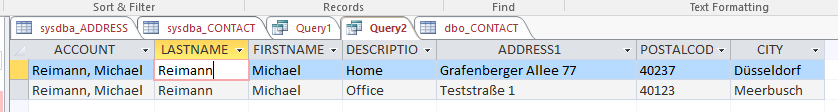 Sort & Filter Records Find Text Formatting
sysdba_ADDRESS sysdba_CONTACT Query1 Query2 dbo_CONTACT
ACCOUNT LASTNAME FIRSTNAME DESCRIPTIO ADDRESS1 POSTALCOD CITY
Reimann, Michael Reimann Michael Home Grafenberger Allee 77 40237 Düsseldorf
Reimann, Michael Reimann Michael Office Teststraße 1 40123 Meerbusch